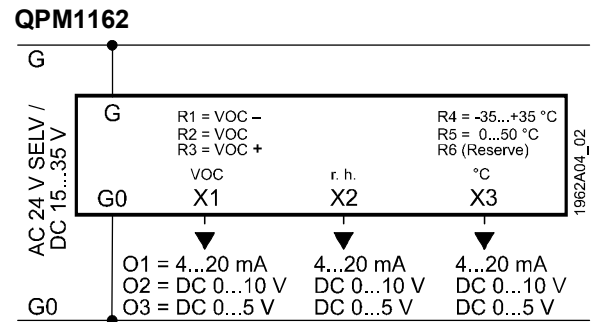 QPM1162
G
AC 24 V SELV /
DC 15...35 V
G
R1 = VOC –
R2 = VOC
R3 = VOC +
R4 = -35...+35 °C
R5 = 0...50 °C
R6 (Reserve)
VOC
r. h.
°C
G0
X1
X2
X3
1962A04_02
O1 = 4...20 mA 4...20 mA 4...20 mA
O2 = DC 0...10 V DC 0...10 V DC 0...10 V
G0
O3 = DC 0...5 V DC 0...5 V DC 0...5 V